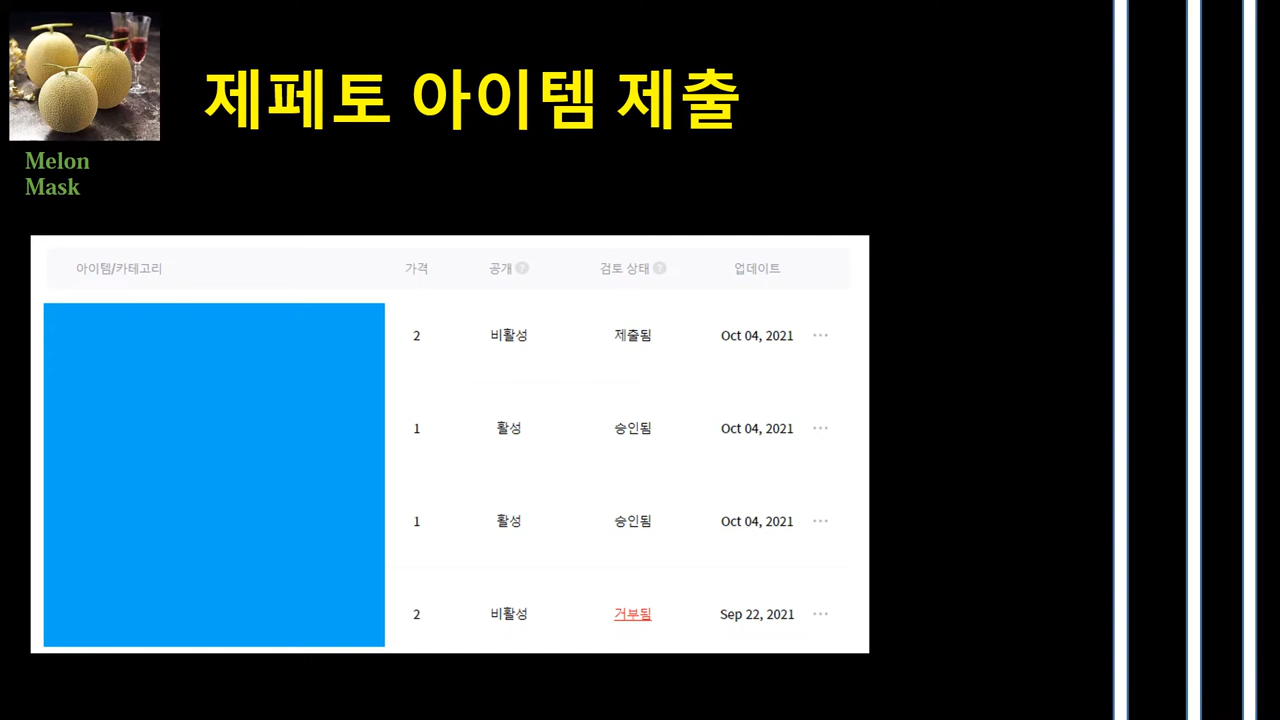 제페토 아이템 제출
Melon
Mask
아이템/카테고리 가격 공개 ? 검토 상태 ? 업데이트
2 비활성 제출됨 Oct 04, 2021 ···
1 활성 승인됨 Oct 04, 2021 ···
1 활성 승인됨 Oct 04, 2021 ···
2 비활성 거부됨 Sep 22, 2021 ···